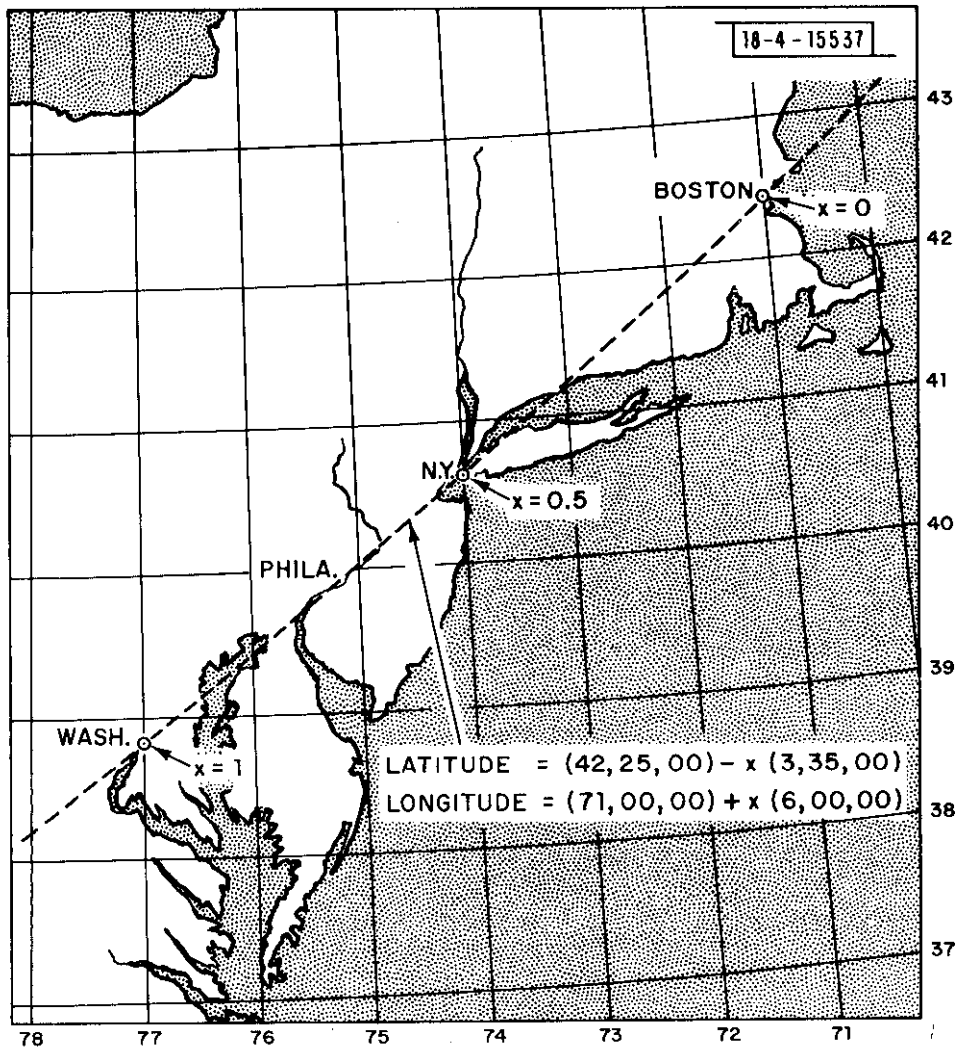 18-4-15537
43
BOSTON
x = 0
42
41
N.Y.
x = 0.5
40
PHILA.
39
WASH.
x = 1
LATITUDE = (42,25,00) – x (3,35,00)
LONGITUDE = (71,00,00) + x (6,00,00)
38
37
78 77 76 75 74 73 72 71